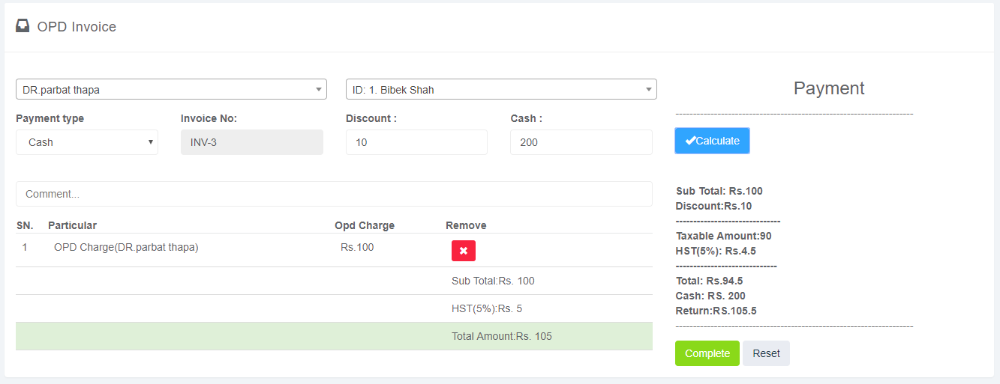 OPD Invoice
DR.parbat thapa
ID: 1. Bibek Shah
Payment type
Invoice No:
Discount :
Cash :
Cash
INV-3
10
200
Comment...
SN. Particular Opd Charge Remove
1 OPD Charge(DR.parbat thapa) Rs.100
Sub Total:Rs. 100
HST(5%):Rs. 5
Total Amount:Rs. 105
Payment
--------------------------------------------------------------------------------
Calculate
Sub Total: Rs.100
Discount:Rs.10
------------------------------
Taxable Amount:90
HST(5%): Rs.4.5
-----------------------------
Total: Rs.94.5
Cash: RS. 200
Return:RS.105.5
--------------------------------------------------------------------------------
Complete
Reset